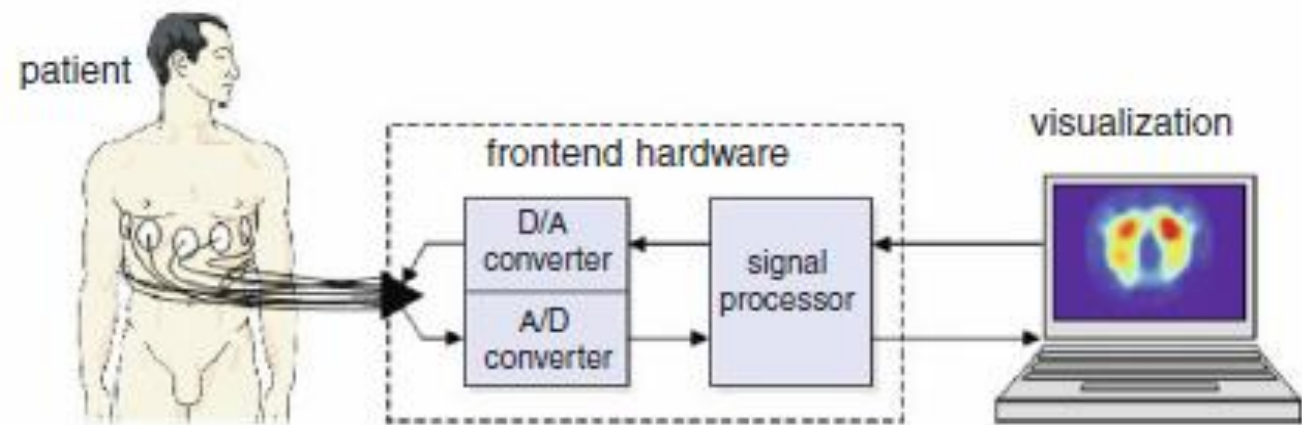 patient
frontend hardware
visualization
D/A
converter
A/D
converter
signal
processor